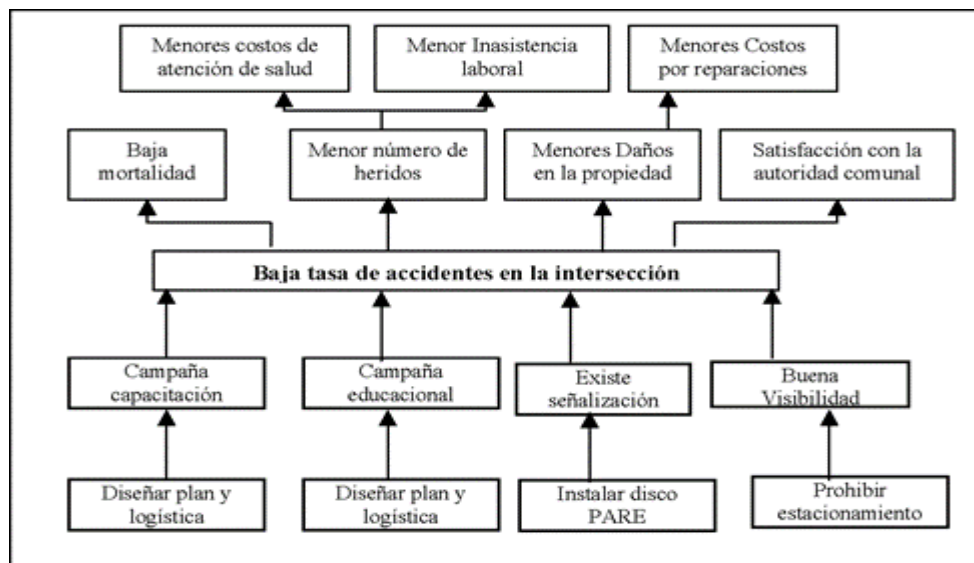 Menores costos de
atención de salud
Menor Inasistencia
laboral
Menores Costos
por reparaciones
Baja
mortalidad
Menor número de
heridos
Menores Daños
en la propiedad
Satisfacción con la
autoridad comunal
Baja tasa de accidentes en la intersección
Campaña
capacitación
Campaña
educacional
Existe
señalización
Buena
Visibilidad
Diseñar plan y
logística
Diseñar plan y
logística
Instalar disco
PARE
Prohibir
estacionamiento